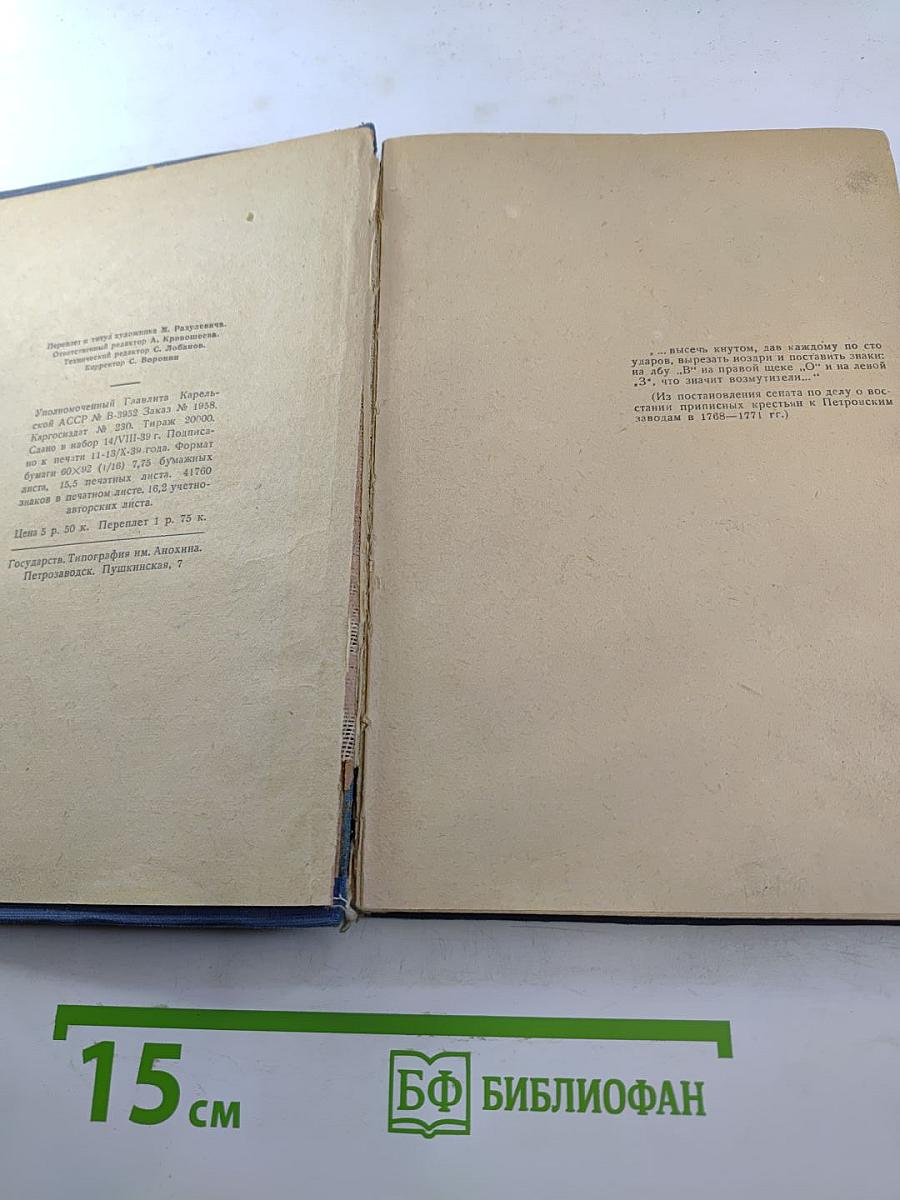 Переплет и титул художника М. Разулевича.
Ответственный редактор А. Кравошеева.
Технический редактор С. Лобанов.
Корректор С. Воронин
Уполномоченный Главлита Карель-
ской АССР № В-3952 Заказ № 1958.
Каргосиздат № 230. Тираж 20000.
Сдано в набор 14/VIII-39 г. Подписа-
но к печати 11-13/X-39 года. Формат
бумаги 60×92 (1/16) 7,75 бумажных
листа, 15,5 печатных листа. 41760
знаков в печатном листе. 16,2 учетно-
авторских листа.
Цена 5 р. 50 к. Переплет 1 р. 75 к.
Государств. Типография им. Анохина.
Петрозаводск. Пушкинская, 7
„... высечь кнутом, дав каждому по сто
ударов, вырезать ноздри и поставить знаки:
на лбу „В“ на правой щеке „О“ и на левой
„З“, что значит возмутители...“
(Из постановления сената по делу о вос-
стании приписных крестьян к Петровским
заводам в 1768—1771 гг.)
15 см
БФ БИБЛИОФАН